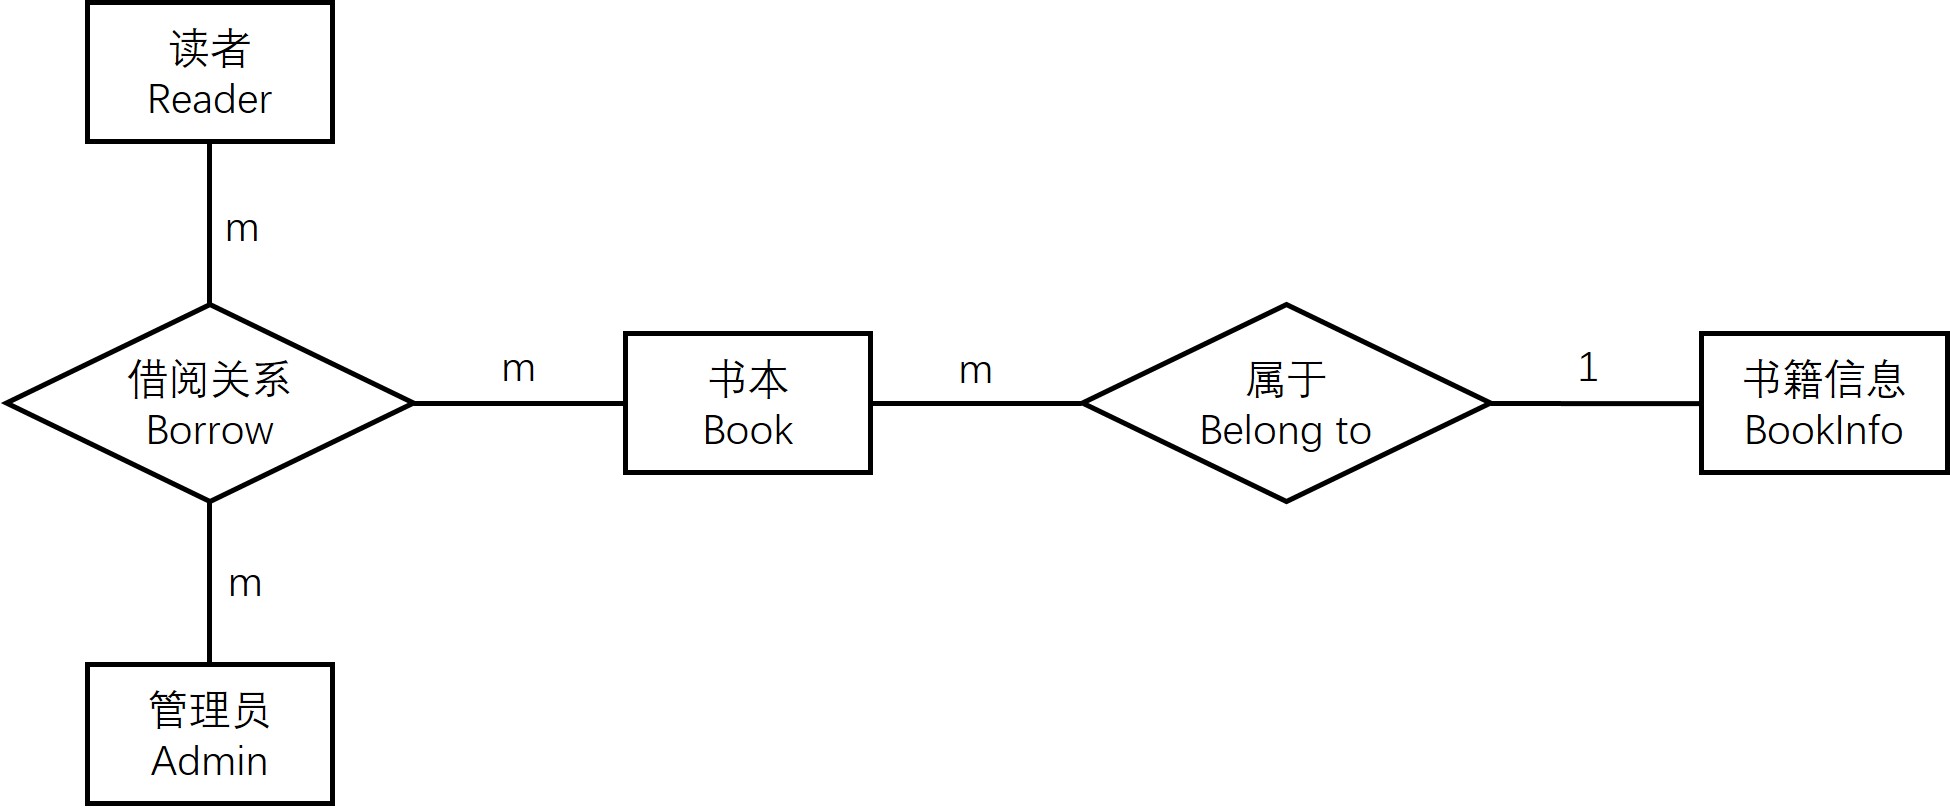 读者
Reader
m
借阅关系
Borrow
m
书本
Book
m
属于
Belong to
1
书籍信息
BookInfo
m
管理员
Admin